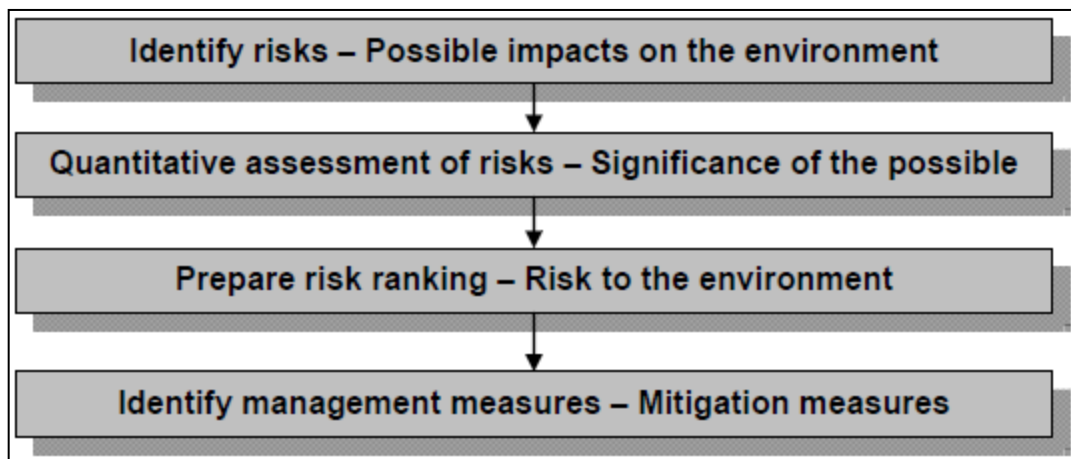 Identify risks – Possible impacts on the environment
Quantitative assessment of risks – Significance of the possible
Prepare risk ranking – Risk to the environment
Identify management measures – Mitigation measures